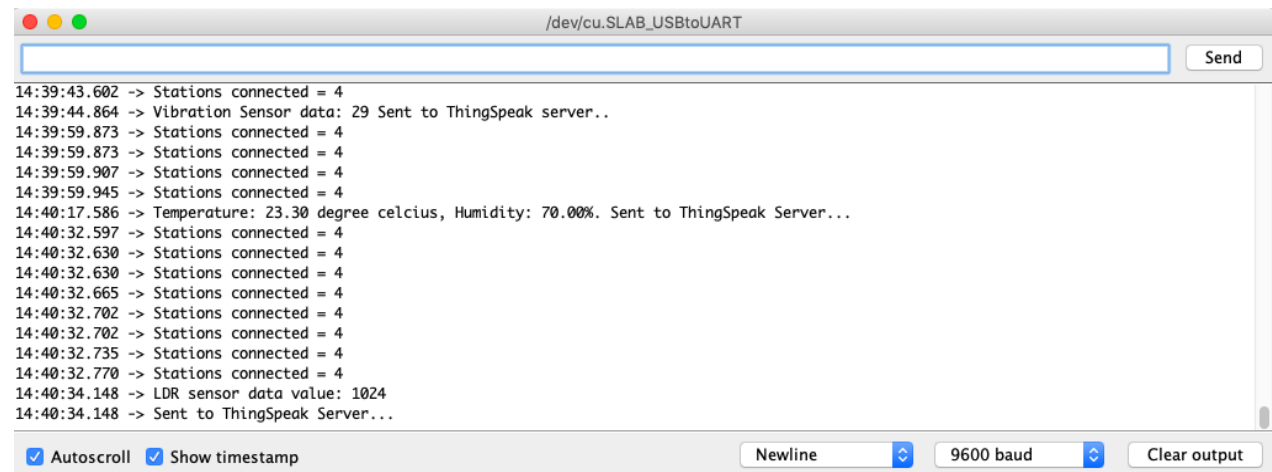 /dev/cu.SLAB_USBtoUART
Send
14:39:43.602 -> Stations connected = 4
14:39:44.864 -> Vibration Sensor data: 29 Sent to ThingSpeak server..
14:39:59.873 -> Stations connected = 4
14:39:59.873 -> Stations connected = 4
14:39:59.907 -> Stations connected = 4
14:39:59.945 -> Stations connected = 4
14:40:17.586 -> Temperature: 23.30 degree celcius, Humidity: 70.00%. Sent to ThingSpeak Server...
14:40:32.597 -> Stations connected = 4
14:40:32.630 -> Stations connected = 4
14:40:32.630 -> Stations connected = 4
14:40:32.665 -> Stations connected = 4
14:40:32.702 -> Stations connected = 4
14:40:32.702 -> Stations connected = 4
14:40:32.735 -> Stations connected = 4
14:40:32.770 -> Stations connected = 4
14:40:34.148 -> LDR sensor data value: 1024
14:40:34.148 -> Sent to ThingSpeak Server...
Autoscroll Show timestamp Newline 9600 baud Clear output